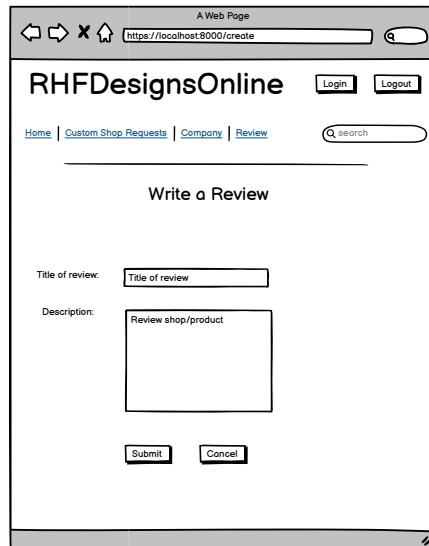 A Web Page
https://localhost:8000/create
RHFDesignsOnline
Login
Logout
Home
Custom Shop Requests
Company
Review
search
Write a Review
Title of review:
Title of review
Description:
Review shop/product
Submit
Cancel